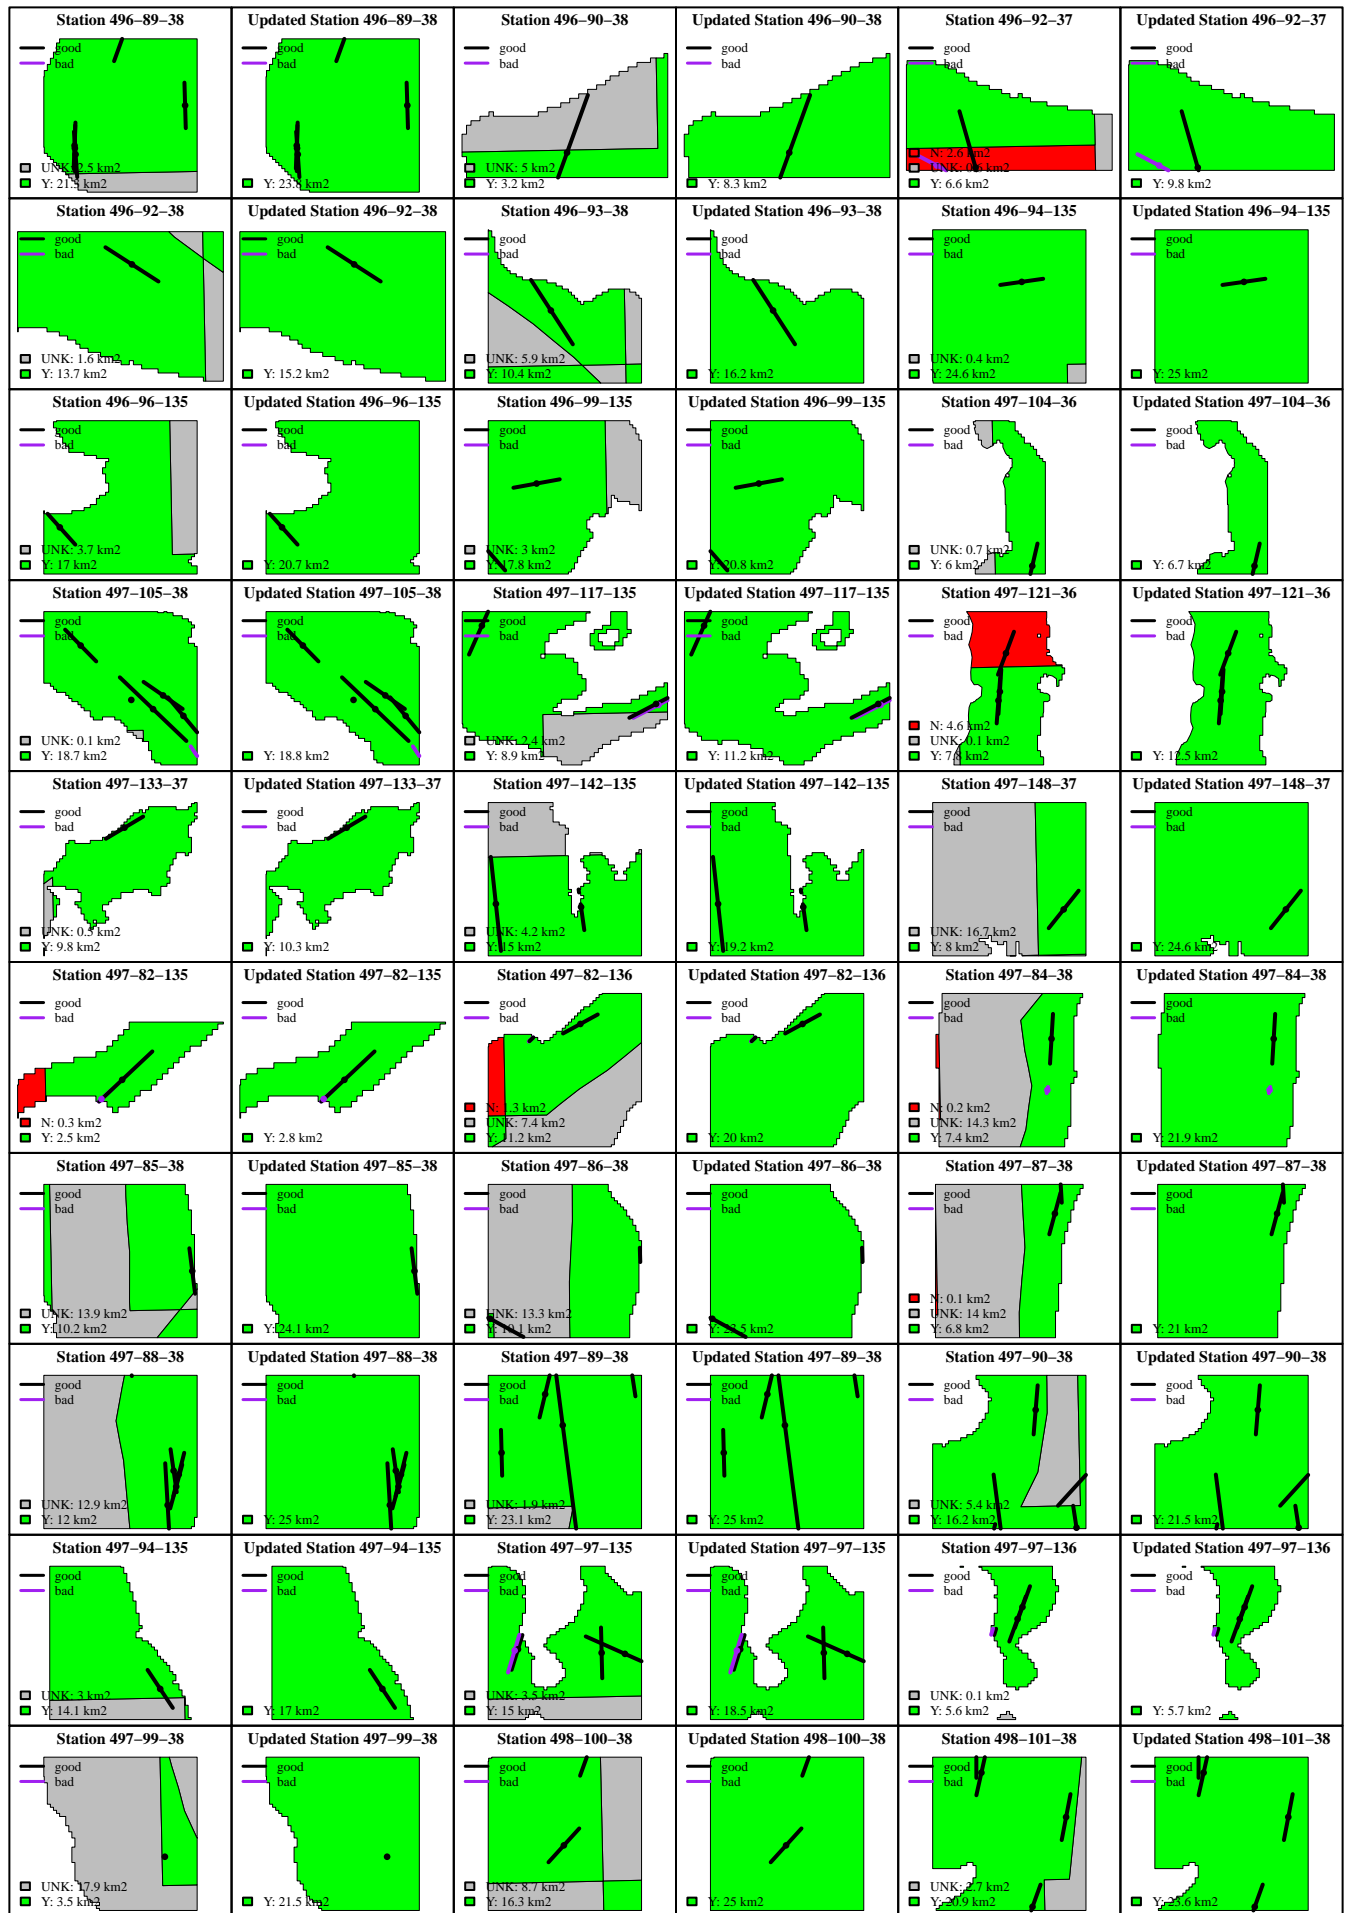 Station 496−89−38
good
bad
UNK: 2.5 km2
Y: 21.3 km2
Updated Station 496−89−38
good
bad
Y: 23.8 km2
Station 496−90−38
good
bad
UNK: 5 km2
Y: 3.2 km2
Updated Station 496−90−38
good
bad
Y: 8.3 km2
Station 496−92−37
good
bad
N: 2.6 km2
UNK: 0.6 km2
Y: 6.6 km2
Updated Station 496−92−37
good
bad
Y: 9.8 km2
Station 496−92−38
good
bad
UNK: 1.6 km2
Y: 13.7 km2
Updated Station 496−92−38
good
bad
Y: 15.2 km2
Station 496−93−38
good
bad
UNK: 5.9 km2
Y: 10.4 km2
Updated Station 496−93−38
good
bad
Y: 16.2 km2
Station 496−94−135
good
bad
UNK: 0.4 km2
Y: 24.6 km2
Updated Station 496−94−135
good
bad
Y: 25 km2
Station 496−96−135
good
bad
UNK: 3.7 km2
Y: 17 km2
Updated Station 496−96−135
good
bad
Y: 20.7 km2
Station 496−99−135
good
bad
UNK: 3 km2
Y: 17.8 km2
Updated Station 496−99−135
good
bad
Y: 20.8 km2
Station 497−104−36
good
bad
UNK: 0.7 km2
Y: 6 km2
Updated Station 497−104−36
good
bad
Y: 6.7 km2
Station 497−105−38
good
bad
UNK: 0.1 km2
Y: 18.7 km2
Updated Station 497−105−38
good
bad
Y: 18.8 km2
Station 497−117−135
good
bad
UNK: 2.4 km2
Y: 8.9 km2
Updated Station 497−117−135
good
bad
Y: 11.2 km2
Station 497−121−36
good
bad
N: 4.6 km2
UNK: 0.1 km2
Y: 7.8 km2
Updated Station 497−121−36
good
bad
Y: 12.5 km2
Station 497−133−37
good
bad
UNK: 0.5 km2
Y: 9.8 km2
Updated Station 497−133−37
good
bad
Y: 10.3 km2
Station 497−142−135
good
bad
UNK: 4.2 km2
Y: 15 km2
Updated Station 497−142−135
good
bad
Y: 19.2 km2
Station 497−148−37
good
bad
UNK: 16.7 km2
Y: 8 km2
Updated Station 497−148−37
good
bad
Y: 24.6 km2
Station 497−82−135
good
bad
N: 0.3 km2
Y: 2.5 km2
Updated Station 497−82−135
good
bad
Y: 2.8 km2
Station 497−82−136
good
bad
N: 1.3 km2
UNK: 7.4 km2
Y: 11.2 km2
Updated Station 497−82−136
good
bad
Y: 20 km2
Station 497−84−38
good
bad
N: 0.2 km2
UNK: 14.3 km2
Y: 7.4 km2
Updated Station 497−84−38
good
bad
Y: 21.9 km2
Station 497−85−38
good
bad
UNK: 13.9 km2
Y: 10.2 km2
Updated Station 497−85−38
good
bad
Y: 24.1 km2
Station 497−86−38
good
bad
UNK: 13.3 km2
Y: 10.1 km2
Updated Station 497−86−38
good
bad
Y: 23.5 km2
Station 497−87−38
good
bad
N: 0.1 km2
UNK: 14 km2
Y: 6.8 km2
Updated Station 497−87−38
good
bad
Y: 21 km2
Station 497−88−38
good
bad
UNK: 12.9 km2
Y: 12 km2
Updated Station 497−88−38
good
bad
Y: 25 km2
Station 497−89−38
good
bad
UNK: 1.9 km2
Y: 23.1 km2
Updated Station 497−89−38
good
bad
Y: 25 km2
Station 497−90−38
good
bad
UNK: 5.4 km2
Y: 16.2 km2
Updated Station 497−90−38
good
bad
Y: 21.5 km2
Station 497−94−135
good
bad
UNK: 3 km2
Y: 14.1 km2
Updated Station 497−94−135
good
bad
Y: 17 km2
Station 497−97−135
good
bad
UNK: 3.5 km2
Y: 15 km2
Updated Station 497−97−135
good
bad
Y: 18.5 km2
Station 497−97−136
good
bad
UNK: 0.1 km2
Y: 5.6 km2
Updated Station 497−97−136
good
bad
Y: 5.7 km2
Station 497−99−38
good
bad
UNK: 17.9 km2
Y: 3.5 km2
Updated Station 497−99−38
good
bad
Y: 21.5 km2
Station 498−100−38
good
bad
UNK: 8.7 km2
Y: 16.3 km2
Updated Station 498−100−38
good
bad
Y: 25 km2
Station 498−101−38
good
bad
UNK: 2.7 km2
Y: 20.9 km2
Updated Station 498−101−38
good
bad
Y: 23.6 km2